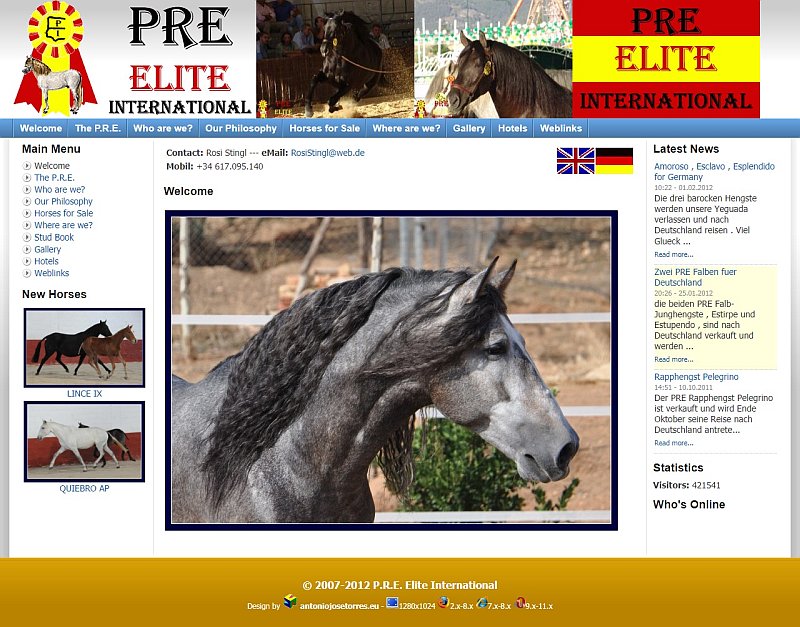 PRE
ELITE
INTERNATIONAL
PRE
ELITE
INTERNATIONAL
Welcome The P.R.E. Who are we? Our Philosophy Horses for Sale Where are we? Gallery Hotels Weblinks
Main Menu
Welcome
The P.R.E.
Who are we?
Our Philosophy
Horses for Sale
Where are we?
Stud Book
Gallery
Hotels
Weblinks
New Horses
LINCE IX
QUIEBRO AP
Contact: Rosi Stingl --- eMail: RosiStingl@web.de
Mobil: +34 617.095.140
Welcome
Latest News
Amoroso , Esclavo , Esplendido
for Germany
10:22 - 01.02.2012
Die drei barocken Hengste
werden unsere Yeguada
verlassen und nach
Deutschland reisen . Viel
Glueck ...
Read more...
Zwei PRE Falben fuer
Deutschland
20:26 - 25.01.2012
die beiden PRE Falb-
Junghengste , Estirpe und
Estupendo , sind nach
Deutschland verkauft und
werden ...
Read more...
Rapphengst Pelegrino
14:51 - 10.10.2011
Der PRE Rapphengst Pelegrino
ist verkauft und wird Ende
Oktober seine Reise nach
Deutschland antrete...
Read more...
Statistics
Visitors: 421541
Who's Online
© 2007-2012 P.R.E. Elite International
Design by antoniojosetorres.eu - 1280x1024 2.x-8.x 7.x-8.x 9.x-11.x